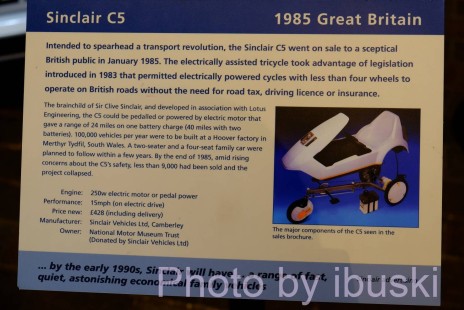 Sinclair C5
1985 Great Britain
Intended to spearhead a transport revolution, the Sinclair C5 went on sale to a sceptical
British public in January 1985. The electrically assisted tricycle took advantage of legislation
introduced in 1983 that permitted electrically powered cycles with less than four wheels to
operate on British roads without the need for road tax, driving licence or insurance.
The brainchild of Sir Clive Sinclair, and developed in association with Lotus
Engineering, the C5 could be pedalled or powered by electric motor that
gave a range of 24 miles on one battery charge (40 miles with two
batteries). 100,000 vehicles per year were to be built at a Hoover factory in
Merthyr Tydfil, South Wales. A two-seater and a four-seat family car were
planned to follow within a few years. By the end of 1985, amid rising
concerns about the C5's safety, less than 9,000 had been sold and the
project collapsed.
Engine: 250w electric motor or pedal power
Performance: 15mph (on electric drive)
Price new: £428 (including delivery)
Manufacturer: Sinclair Vehicles Ltd, Camberley
Owner: National Motor Museum Trust
(Donated by Sinclair Vehicles Ltd)
The major components of the C5 seen in the
sales brochure.
... by the early 1990s, Sinclair will have a range of fast,
quiet, astonishing economical family vehicles
Photo by ibuski